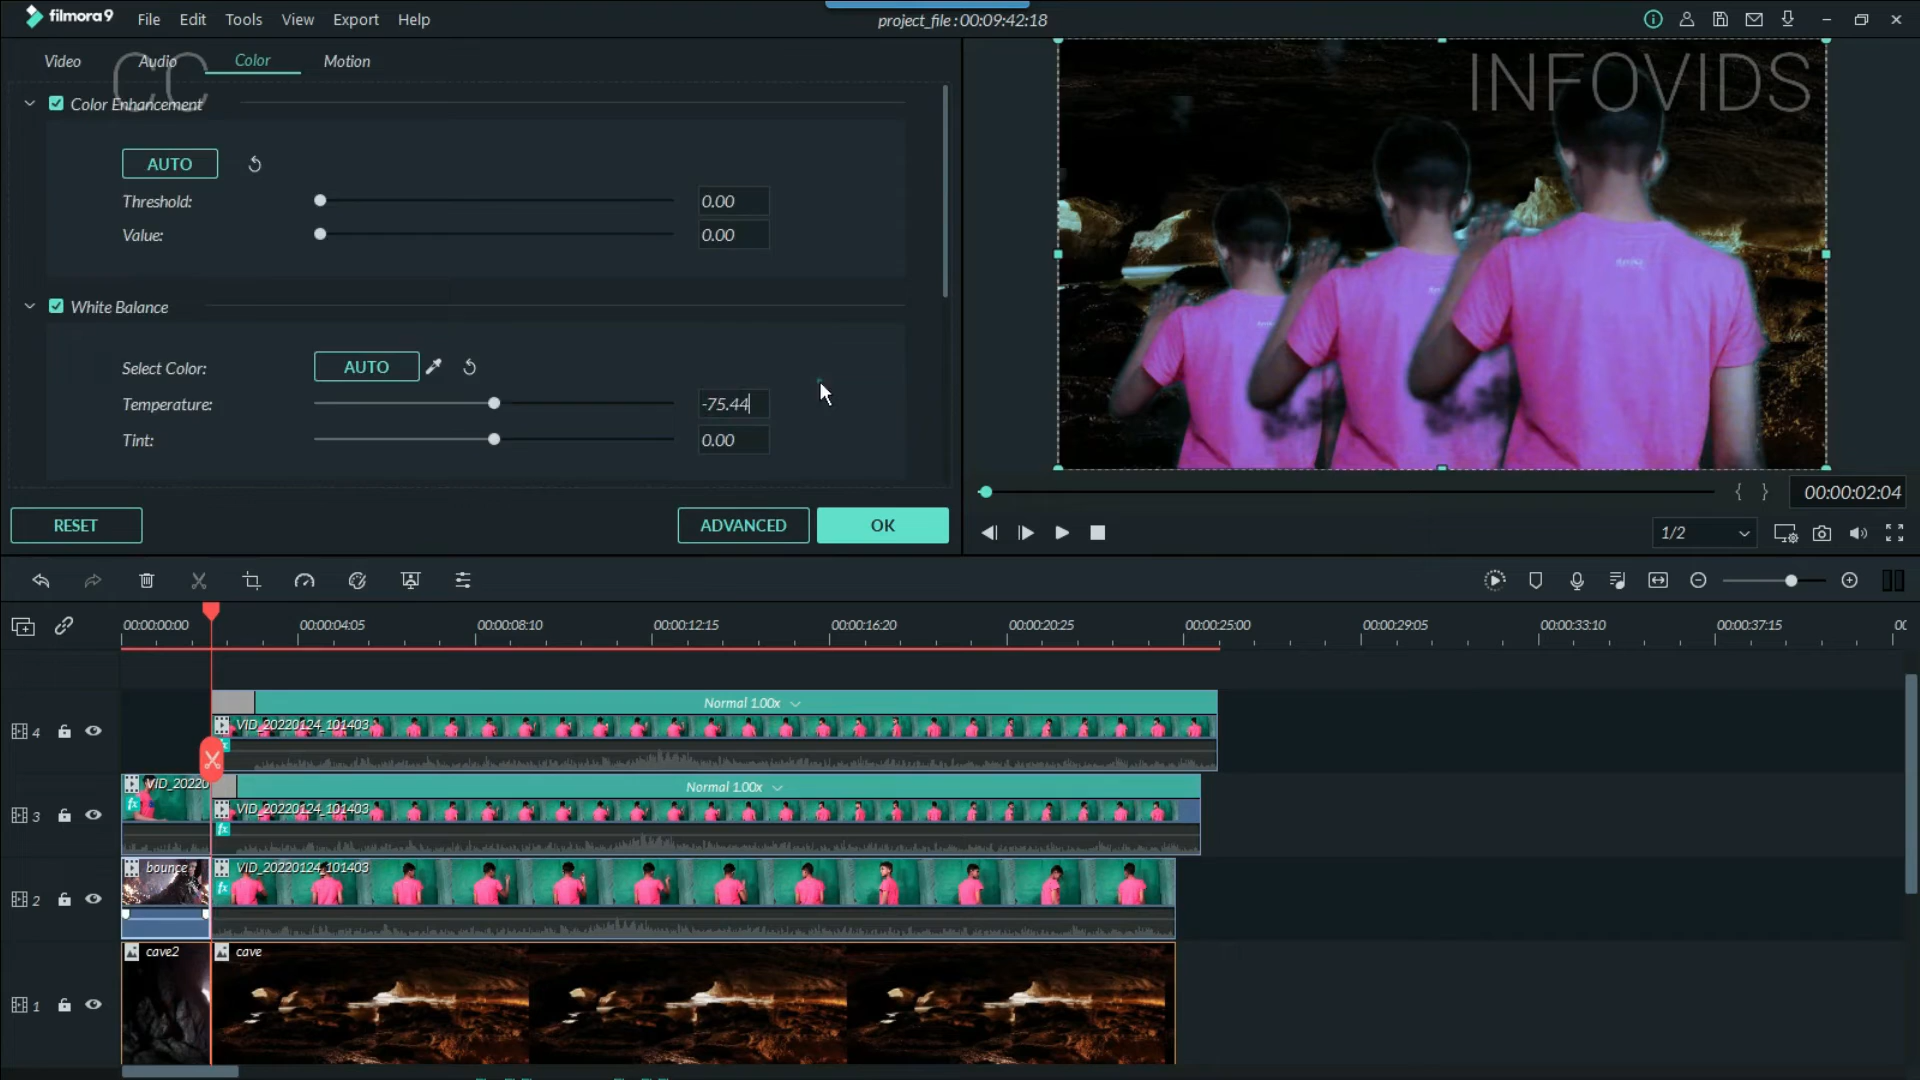 filmora9 File Edit Tools View Export Help project_file : 00:09:42:18
Video Audio Color Motion
CC
INFOVIDS
Color Enhancement
AUTO
Threshold: 0.00
Value: 0.00
White Balance
Select Color: AUTO
Temperature: -75.44
Tint: 0.00
RESET ADVANCED OK
{ } 00:00:02:04
1/2
00:00:00:00 00:00:04:05 00:00:08:10 00:00:12:15 00:00:16:20 00:00:20:25 00:00:25:00 00:00:29:05 00:00:33:10 00:00:37:15 00
Normal 1.00x
4 VID_20220124_101403
VID_20220 Normal 1.00x
3 VID_20220124_101403
bounce VID_20220124_101403
2
cave2 cave
1